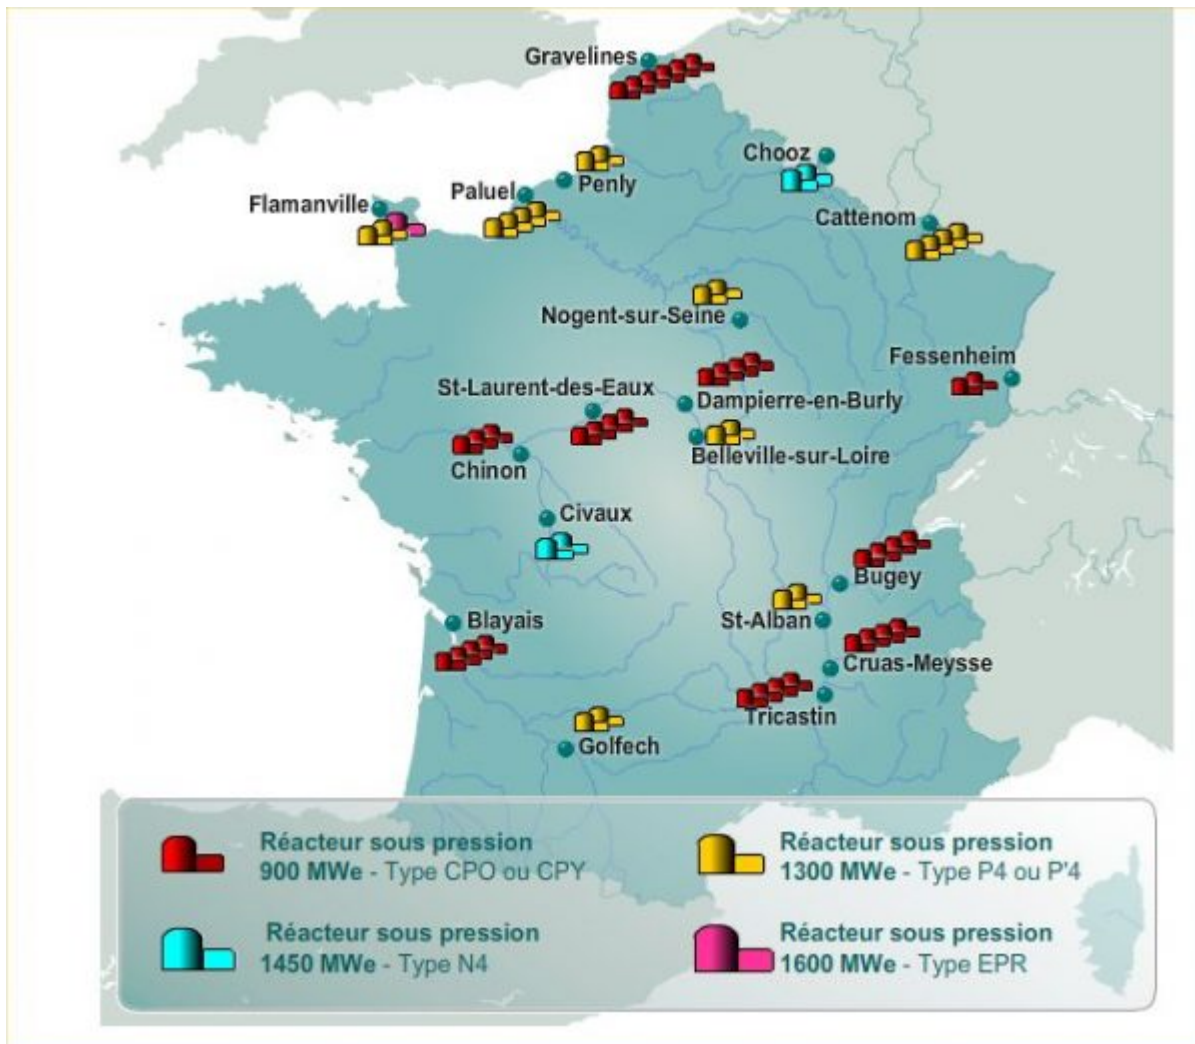 Gravelines
Chooz
Penly
Paluel
Flamanville
Cattenom
Nogent-sur-Seine
Fessenheim
St-Laurent-des-Eaux
Dampierre-en-Burly
Belleville-sur-Loire
Chinon
Civaux
Bugey
Blayais
St-Alban
Cruas-Meysse
Tricastin
Golfech
Réacteur sous pression
900 MWe - Type CPO ou CPY
Réacteur sous pression
1300 MWe - Type P4 ou P'4
Réacteur sous pression
1450 MWe - Type N4
Réacteur sous pression
1600 MWe - Type EPR